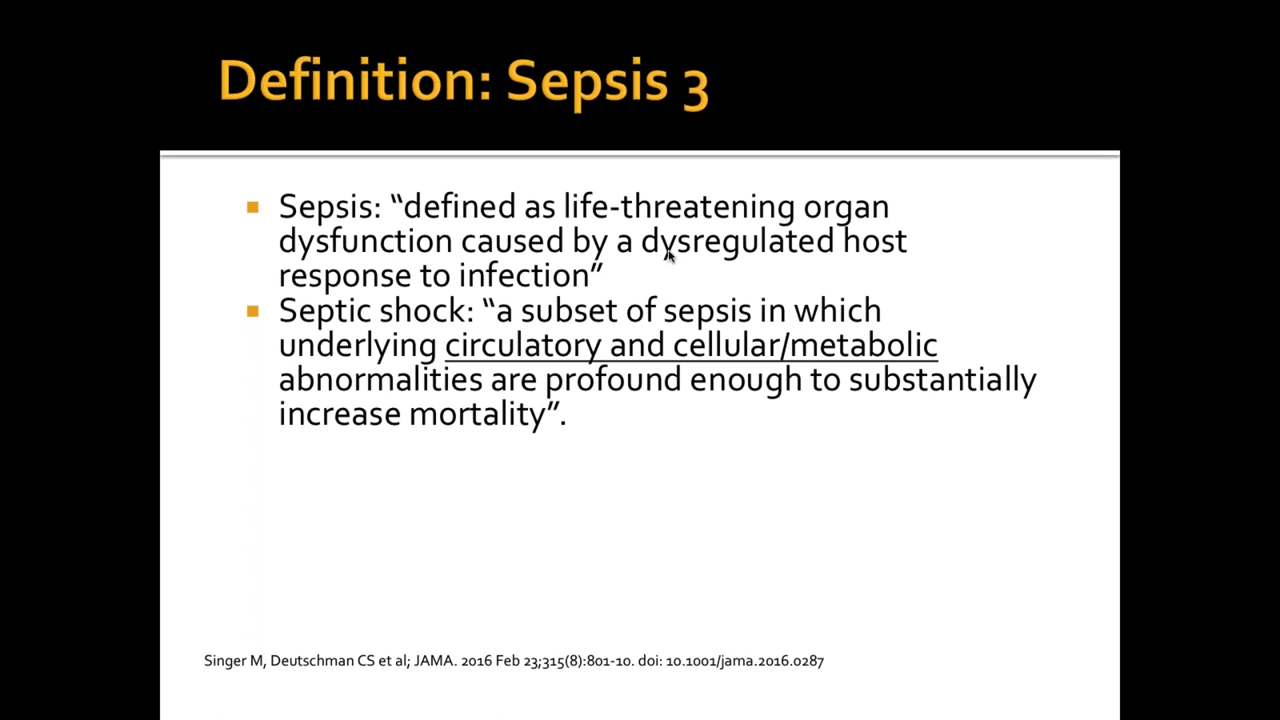 Definition: Sepsis 3
Sepsis: “defined as life-threatening organ
dysfunction caused by a dysregulated host
response to infection”
Septic shock: “a subset of sepsis in which
underlying circulatory and cellular/metabolic
abnormalities are profound enough to substantially
increase mortality”.
Singer M, Deutschman CS et al; JAMA. 2016 Feb 23;315(8):801-10. doi: 10.1001/jama.2016.0287